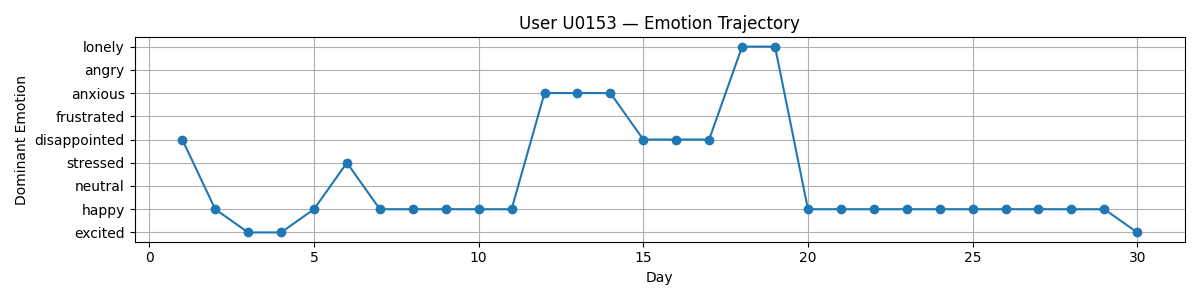 User U0153 — Emotion Trajectory
Dominant Emotion
lonely
angry
anxious
frustrated
disappointed
stressed
neutral
happy
excited
0 5 10 15 20 25 30
Day